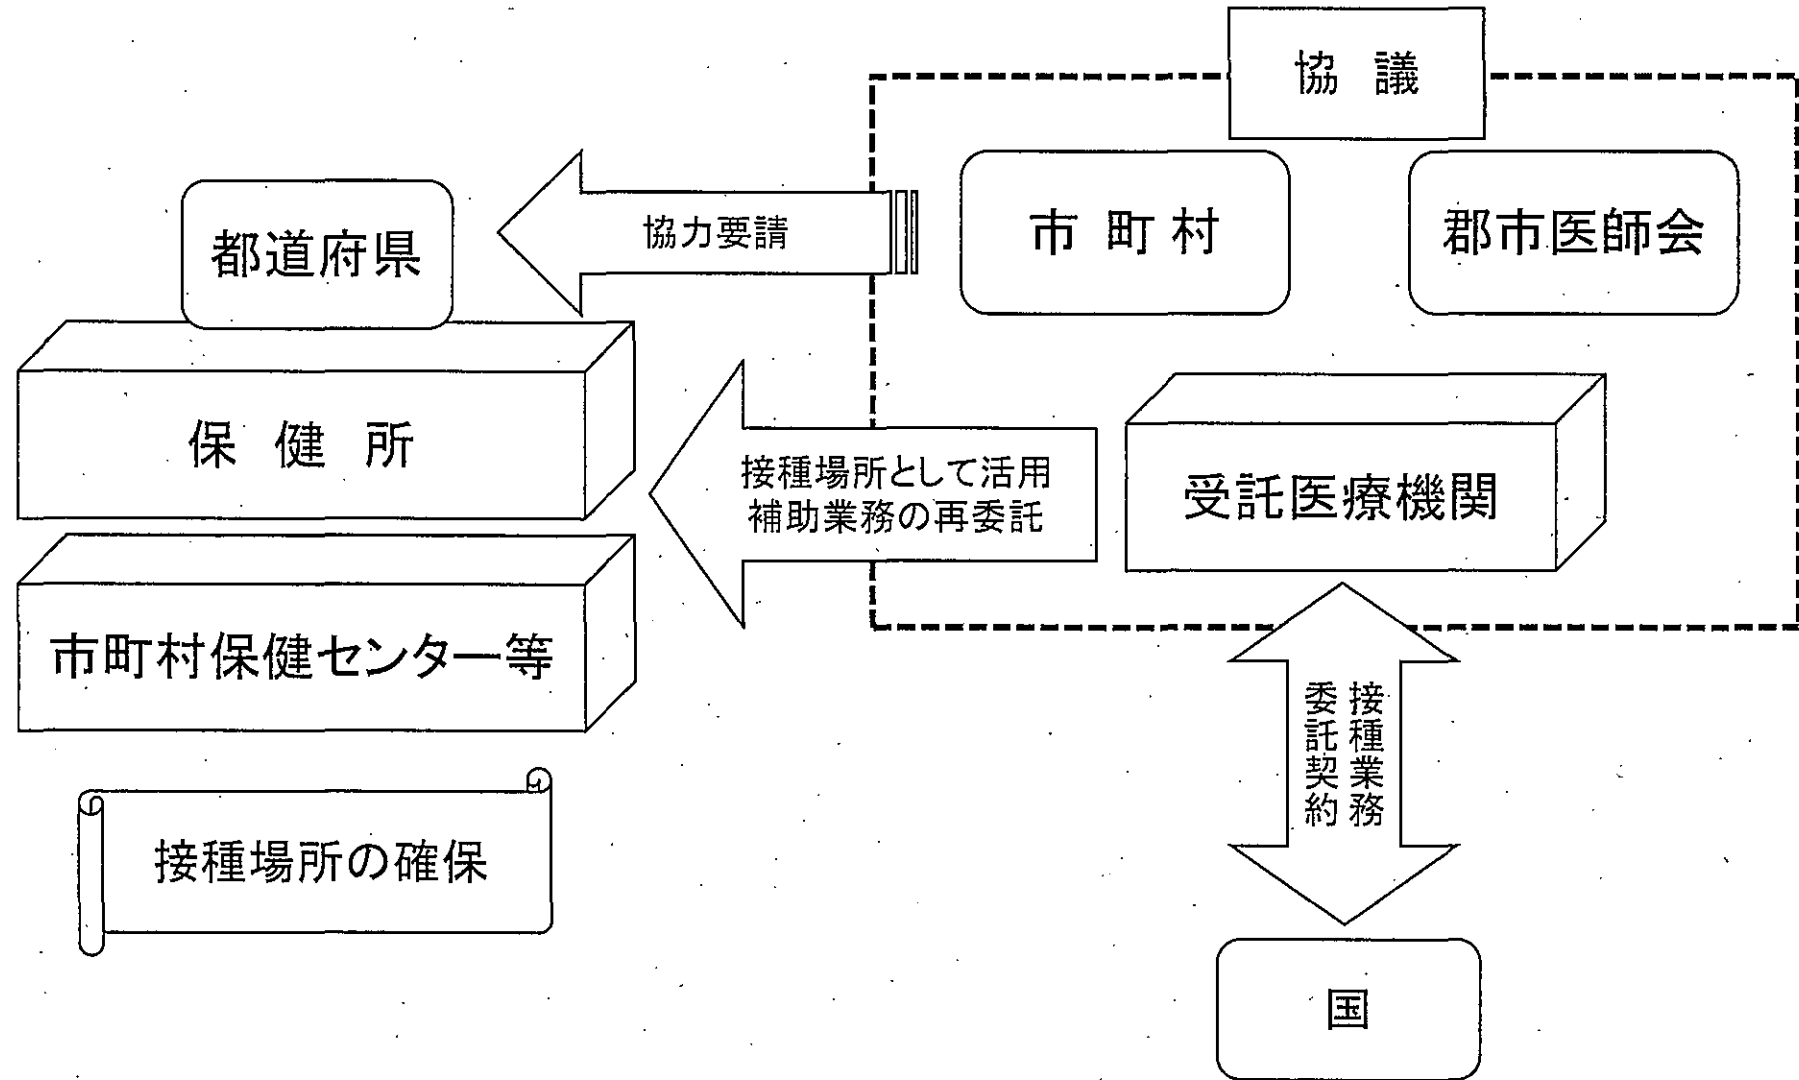 協 議
市 町 村
郡市医師会
都道府県
協力要請
保 健 所
接種場所として活用
補助業務の再委託
受託医療機関
市町村保健センター等
接種業務
委託契約
接種場所の確保
国